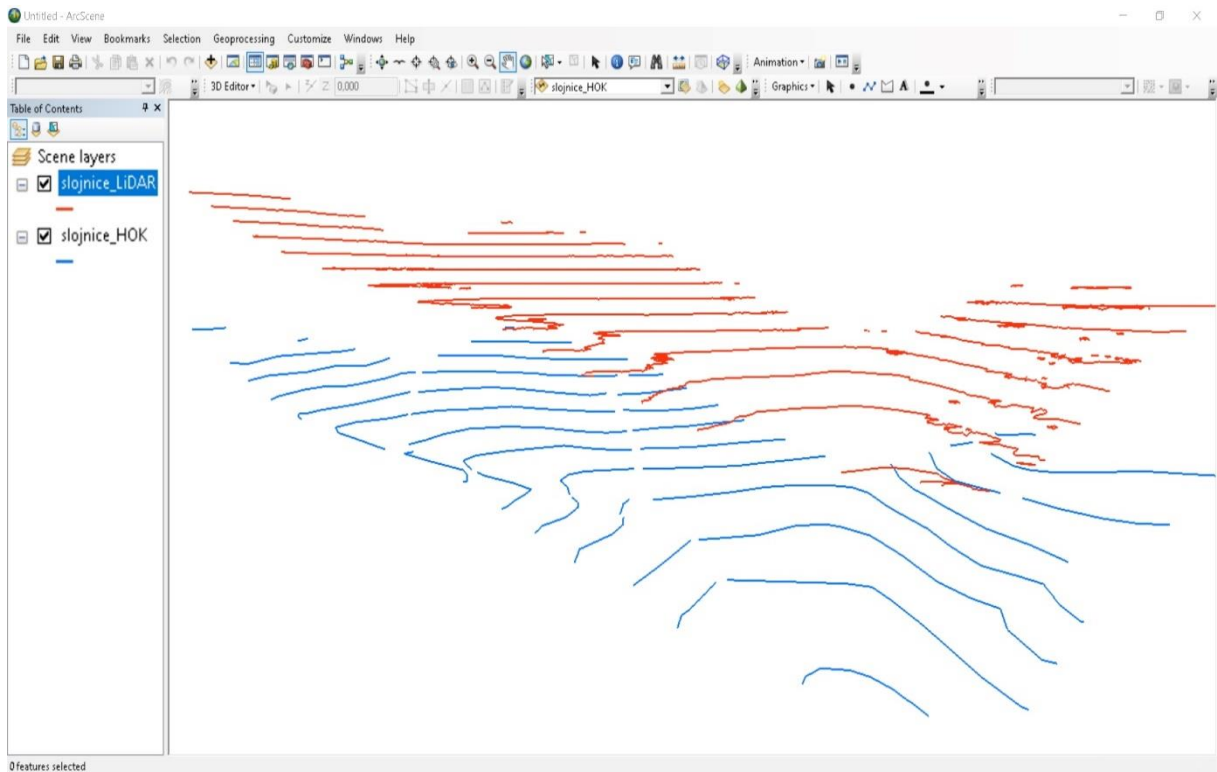 Untitled - ArcScene
File Edit View Bookmarks Selection Geoprocessing Customize Windows Help
Animation
3D Editor Z 0,000 slojnice_HOK Graphics A
Table of Contents
Scene layers
slojnice_LiDAR
slojnice_HOK
0 features selected